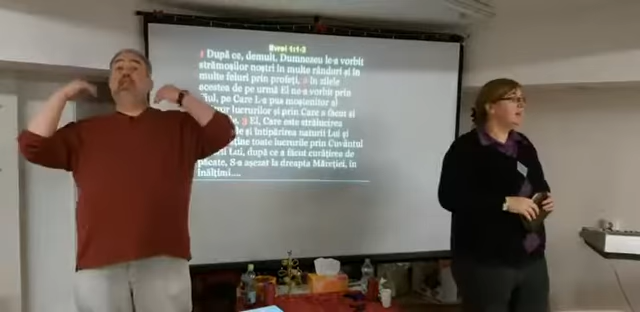 Evrei 1:1-3
1 După ce, demult, Dumnezeu le-a vorbit
strămoşilor noştri în multe rânduri şi în
multe feluri prin proroci, 2 în zilele
acestea de pe urmă El ne-a vorbit prin
Fiul, pe Care L-a pus moştenitor al
lucrurilor şi prin Care a făcut şi
3 El, Care este strălucirea
şi întipărirea naturii Lui şi
ţine toate lucrurile prin Cuvântul
Lui, după ce a făcut curăţirea de
păcate, S-a aşezat la dreapta Măreţiei, în
înălţimi...